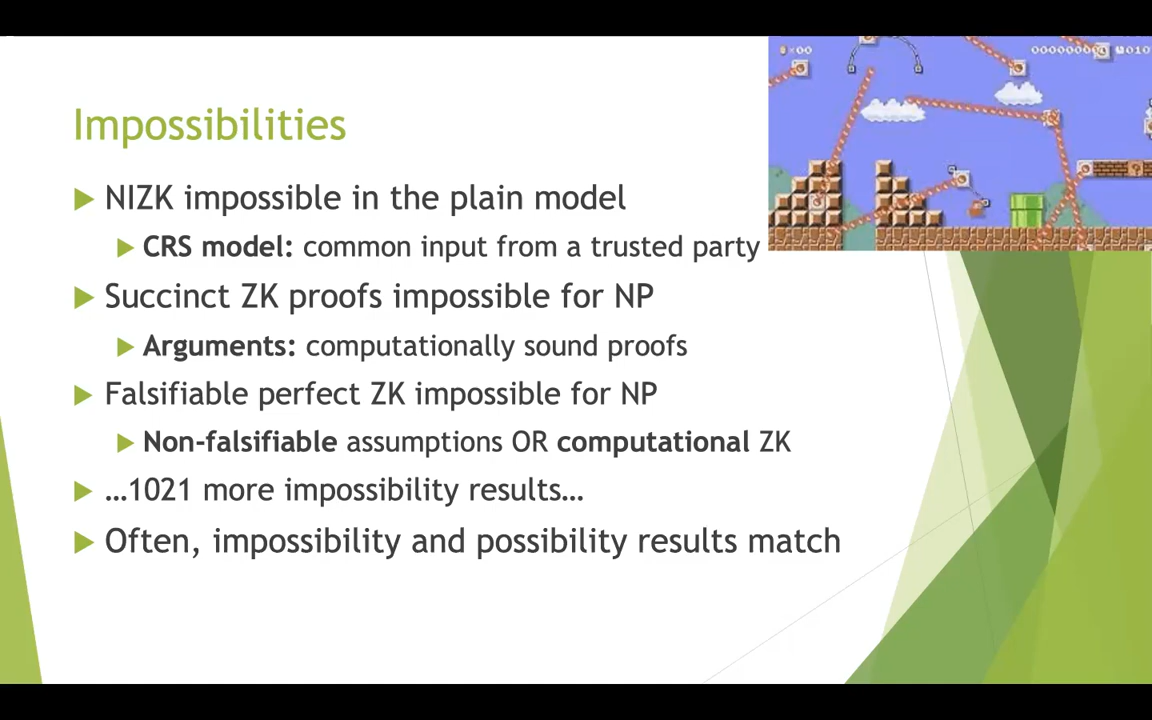 Impossibilities
NIZK impossible in the plain model
CRS model: common input from a trusted party
Succinct ZK proofs impossible for NP
Arguments: computationally sound proofs
Falsifiable perfect ZK impossible for NP
Non-falsifiable assumptions OR computational ZK
…1021 more impossibility results…
Often, impossibility and possibility results match